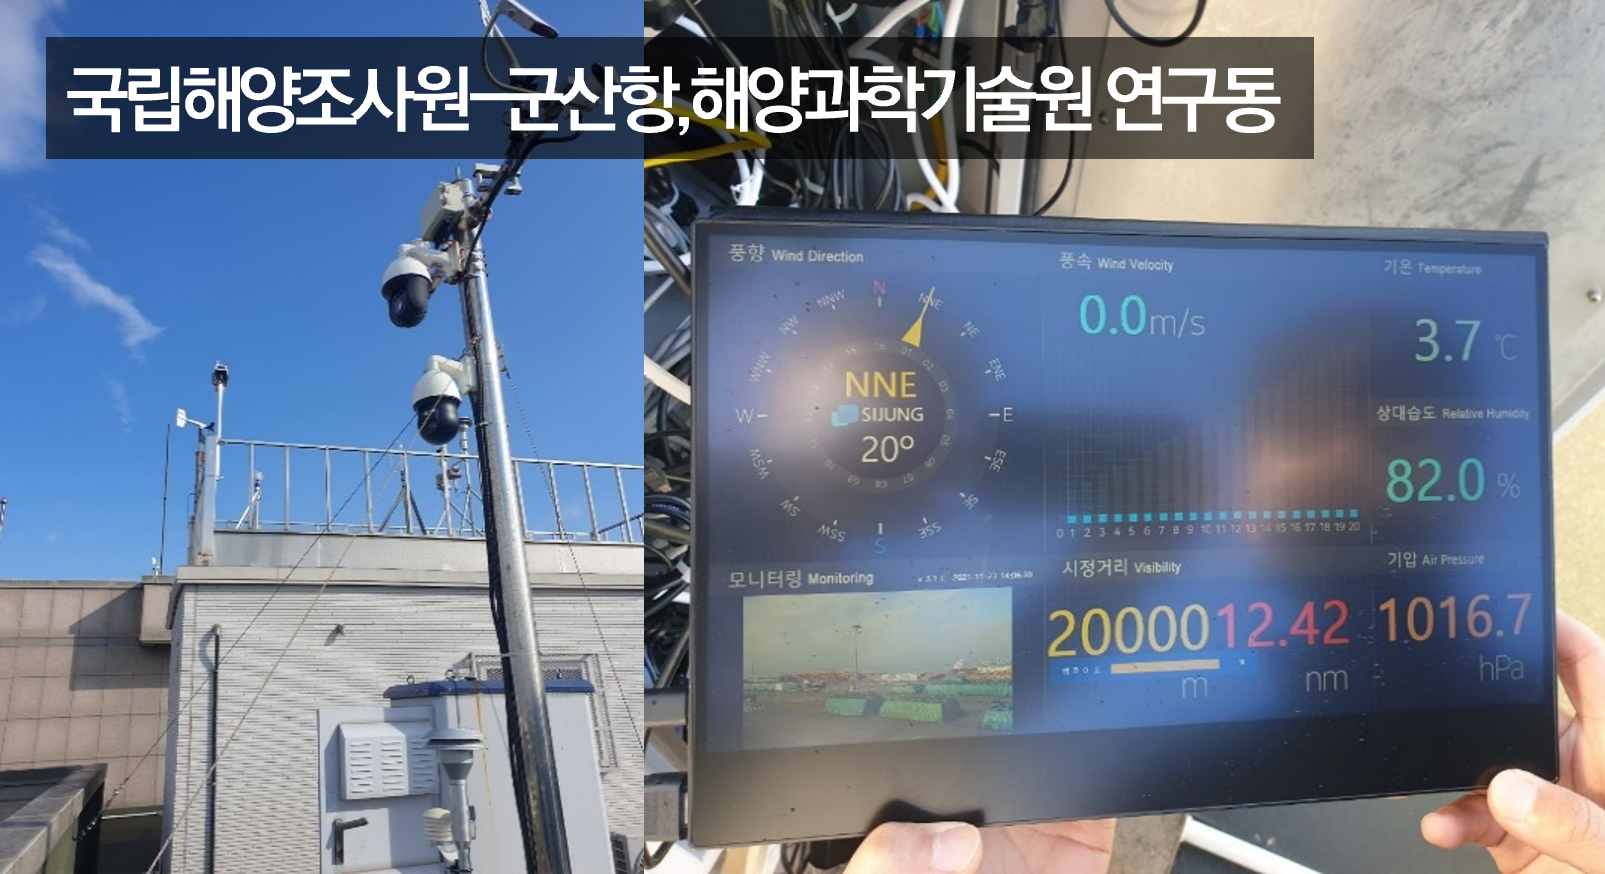 국립해양조사원-군산항,해양과학기술원 연구동
풍향 Wind Direction
N
NNE
NE
ENE
E
ESE
SE
SSE
S
SSW
SW
WSW
W
WNW
NW
NNW
NNE
SIJUNG
20°
풍속 Wind Velocity
0.0m/s
0 1 2 3 4 5 6 7 8 9 10 11 12 13 14 15 16 17 18 19 20
기온 Temperature
3.7 ℃
상대습도 Relative Humidity
82.0 %
모니터링 Monitoring
시정거리 Visibility
20000 m
12.42 nm
기압 Air Pressure
1016.7 hPa